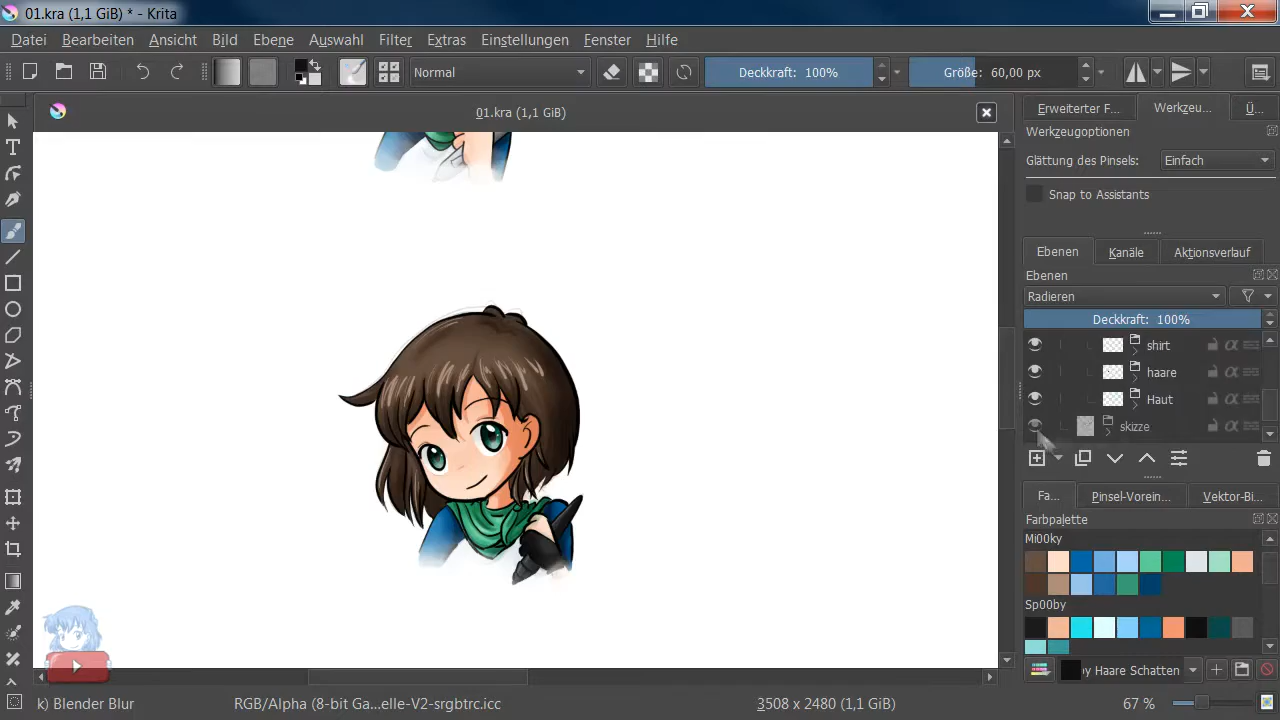 01.kra (1,1 GiB) * - Krita
Datei Bearbeiten Ansicht Bild Ebene Auswahl Filter Extras Einstellungen Fenster Hilfe
Normal Deckkraft: 100% Größe: 60,00 px
01.kra (1,1 GiB)
Erweiterter F... Werkzeu... Ü...
Werkzeugoptionen
Glättung des Pinsels: Einfach
Snap to Assistants
Ebenen Kanäle Aktionsverlauf
Ebenen
Radieren
Deckkraft: 100%
shirt
haare
Haut
skizze
Fa... Pinsel-Vorein... Vektor-Bi...
Farbpalette
Mi00ky
Sp00by
y Haare Schatten
k) Blender Blur RGB/Alpha (8-bit Ga...elle-V2-srgbtrc.icc 3508 x 2480 (1,1 GiB) 67 %